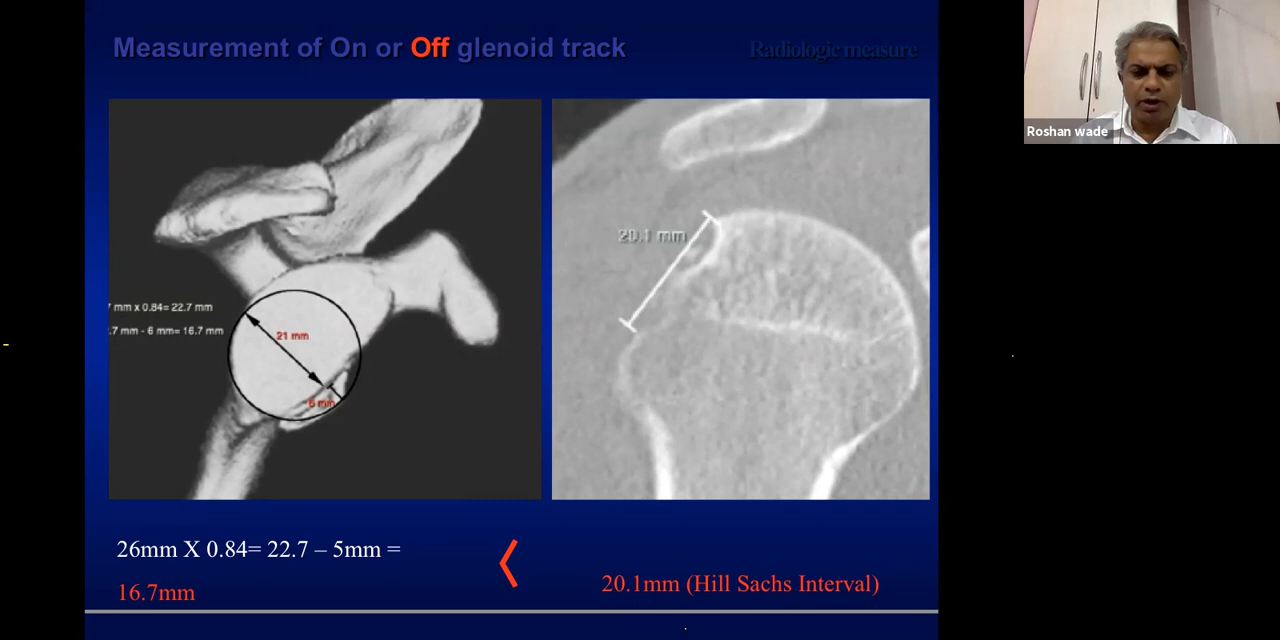 Measurement of On or Off glenoid track
Radiologic measure
Roshan wade
20.1 mm
7 mm x 0.84= 22.7 mm
.7 mm - 6 mm= 16.7 mm
21 mm
6 mm
26mm X 0.84= 22.7 – 5mm =
16.7mm
〈
20.1mm (Hill Sachs Interval)